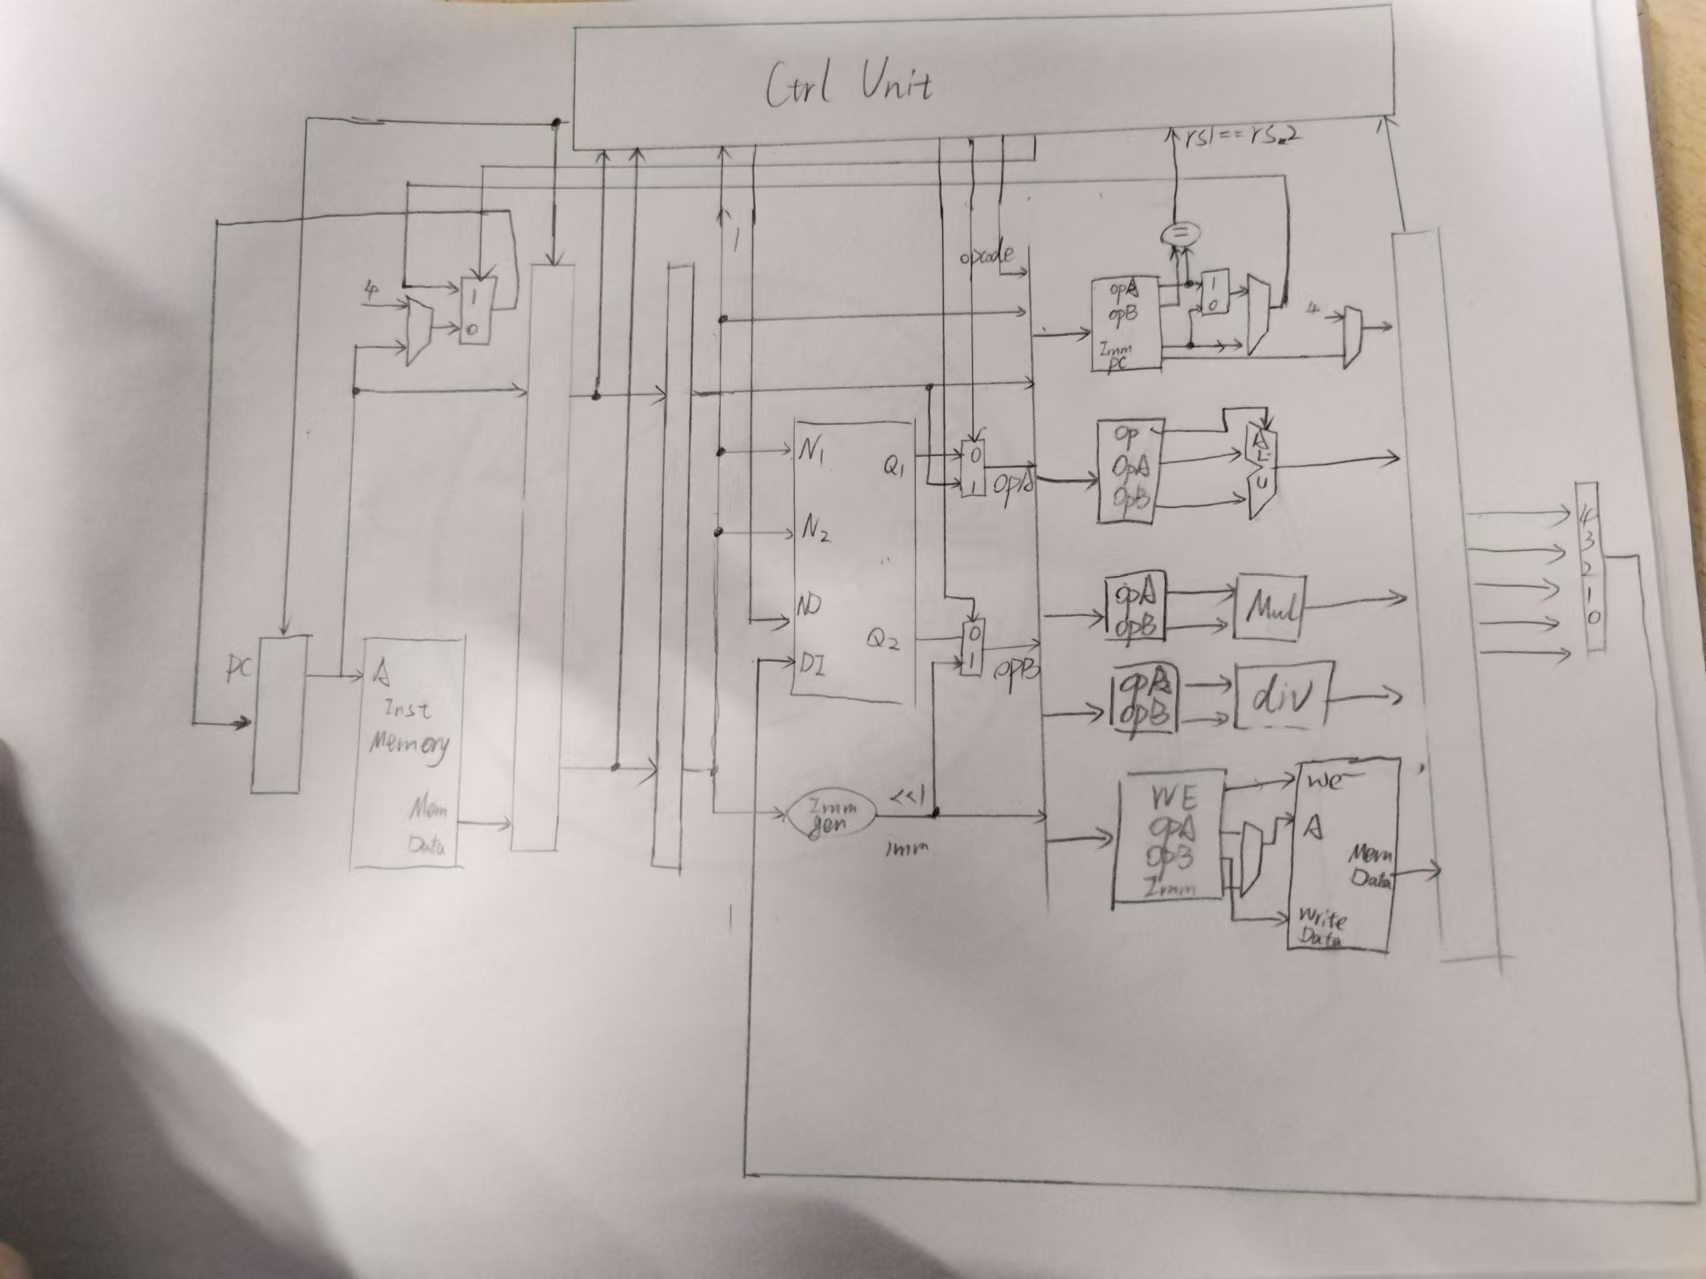 Ctrl Unit
rs1==rs2
opcode
4
1
0
opA
opB
Imm
PC
1
0
4
N1
Q1
0
1
OpA
Op
OpA
OpB
ALU
N2
ND
Q2
DI
0
1
OpB
opA
opB
Mul
opA
opB
div
PC
A
Inst
Memory
Mem
Data
Imm
gen
<<1
Imm
WE
OpA
OpB
Imm
We
A
Mem
Data
Write
Data
4
3
2
1
0